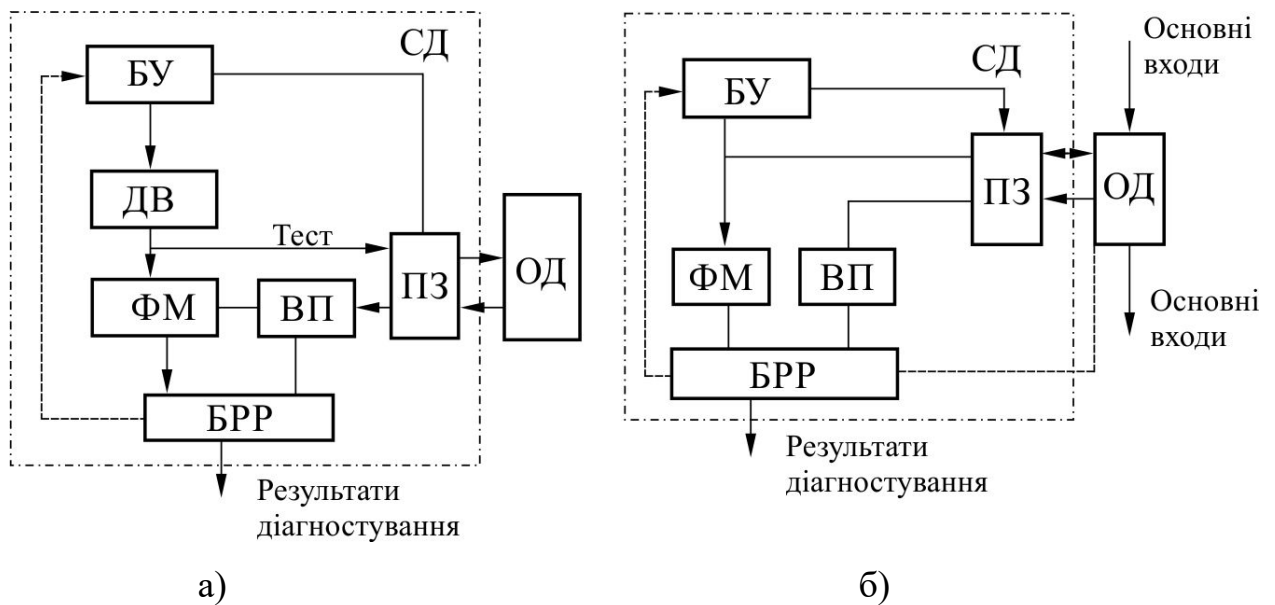 СД
БУ
ДВ
Тест
ФМ
ВП
ПЗ
ОД
БРР
Результати
діагностування
а)
СД
Основні
входи
БУ
ПЗ
ОД
ФМ
ВП
Основні
входи
БРР
Результати
діагностування
б)